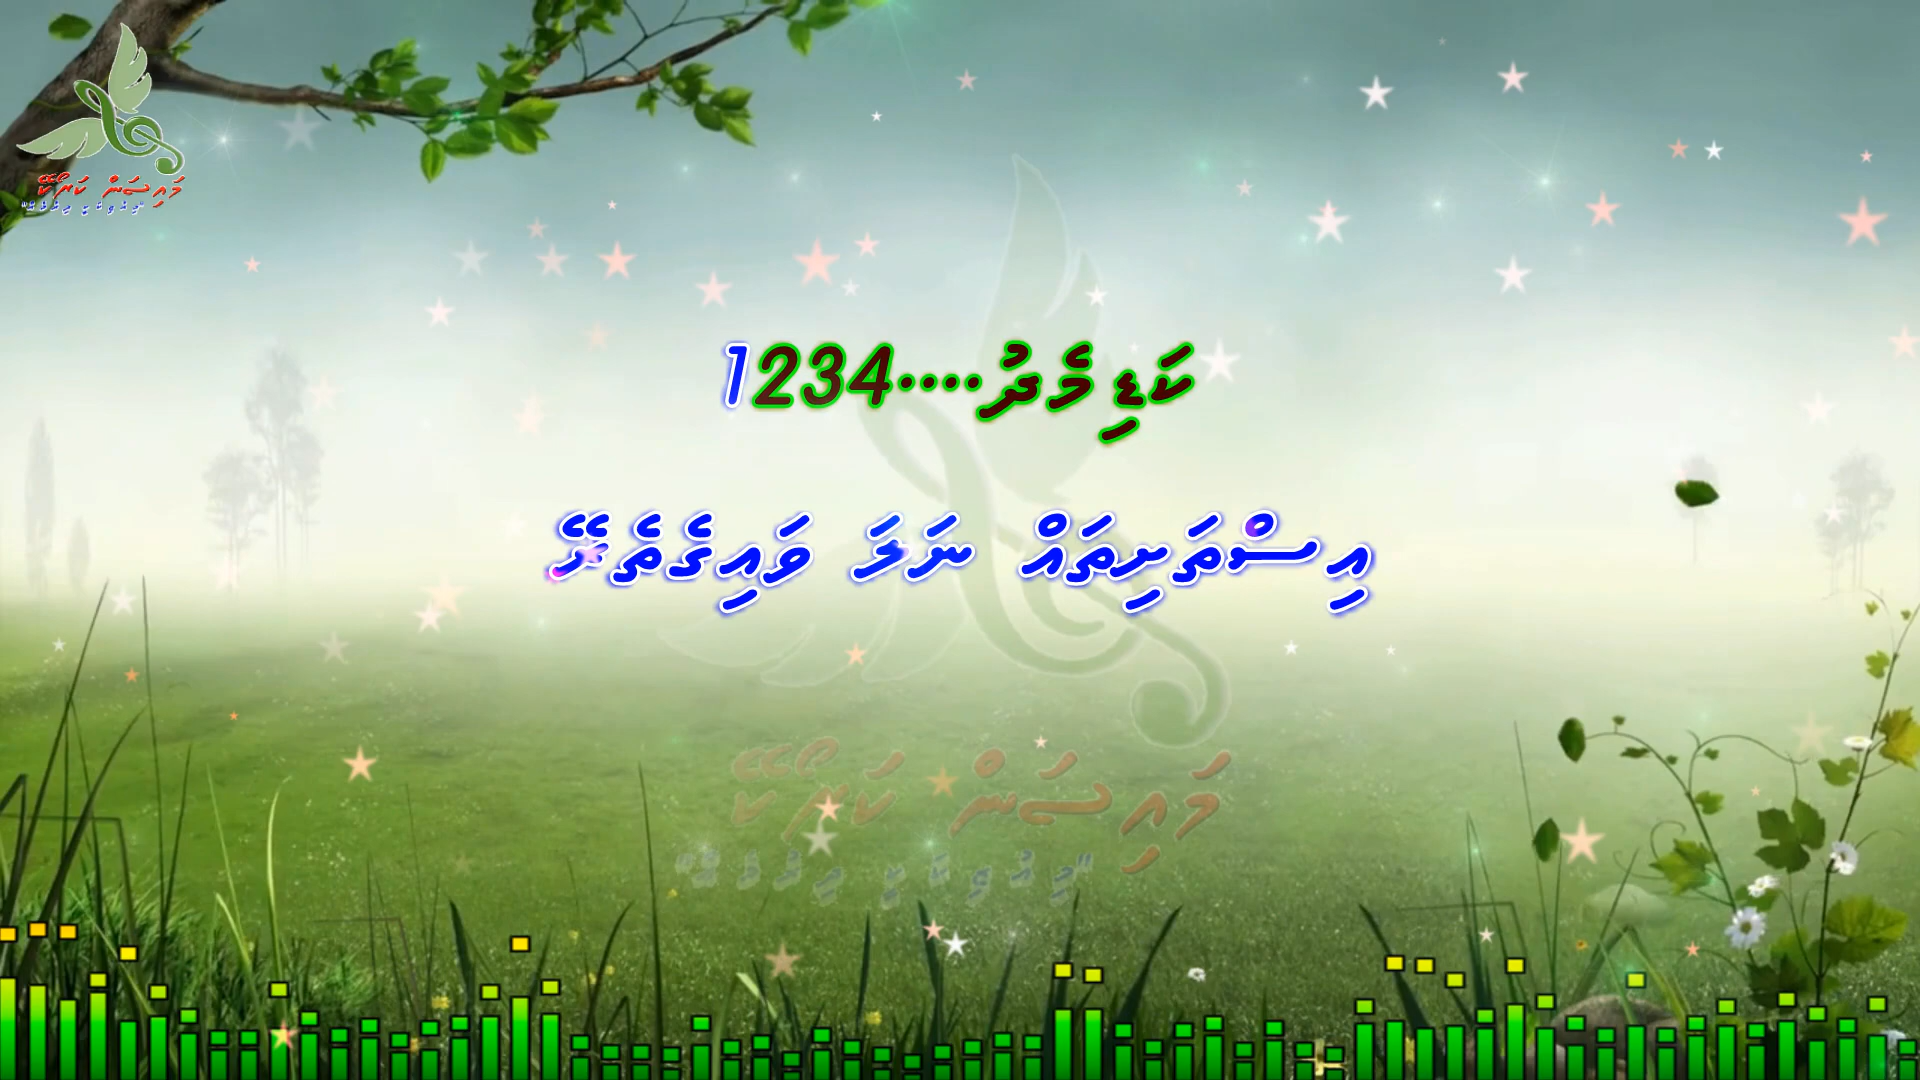 މައިސަން ކަރޯކޭ
ކަޑިމެދު....1234
އިސްތަށިތައް ނަލަ ވައިގެތެރޭ
މައިސަން ކަރޯކޭ